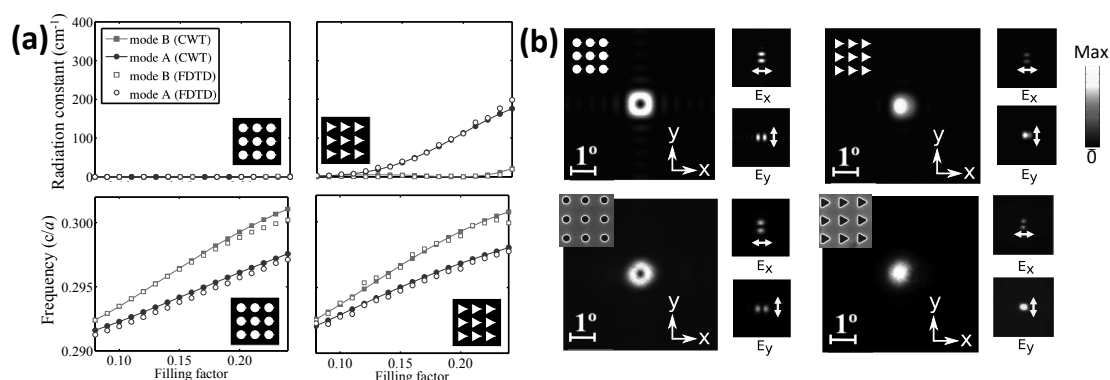 (a)
Radiation constant (cm⁻¹)
400
300
200
100
0
mode B (CWT)
mode A (CWT)
mode B (FDTD)
mode A (FDTD)
Frequency (c/a)
0.300
0.295
0.290
0.10 0.15 0.20
Filling factor
0.10 0.15 0.20
Filling factor
(b)
1°
y
x
Ex
Ey
1°
y
x
Ex
Ey
Max
0
1°
y
x
Ex
Ey
1°
y
x
Ex
Ey